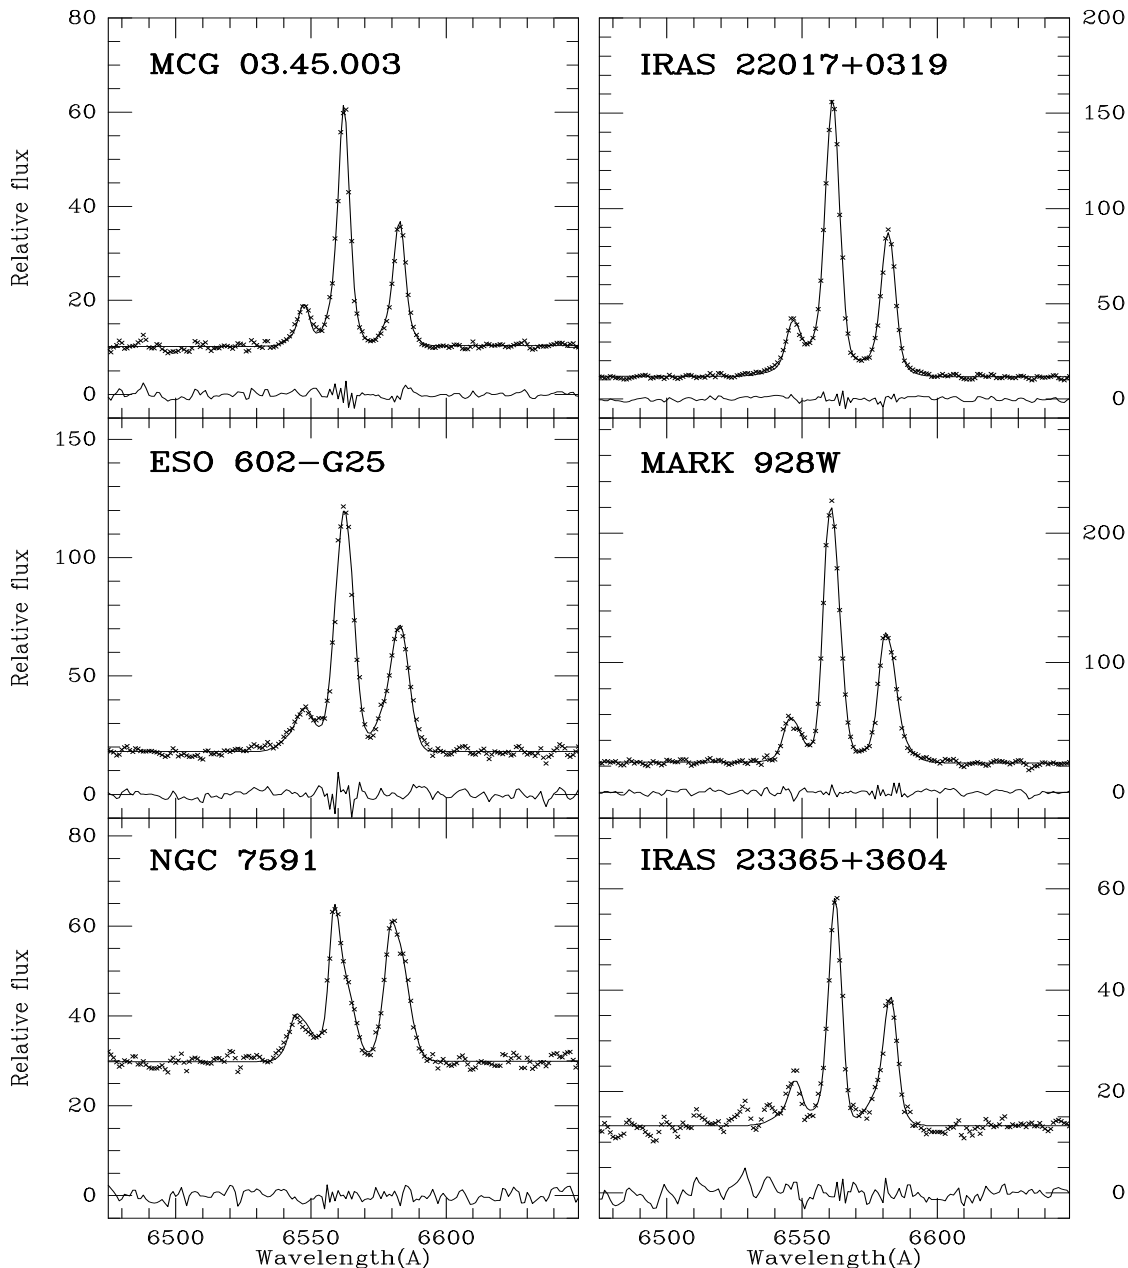 80
MCG 03.45.003
60
40
20
0
Relative flux
200
IRAS 22017+0319
150
100
50
0
150
ESO 602-G25
100
50
0
Relative flux
MARK 928W
200
100
0
80
NGC 7591
60
40
20
0
Relative flux
6500 6550 6600
Wavelength(A)
IRAS 23365+3604
60
40
20
0
6500 6550 6600
Wavelength(A)